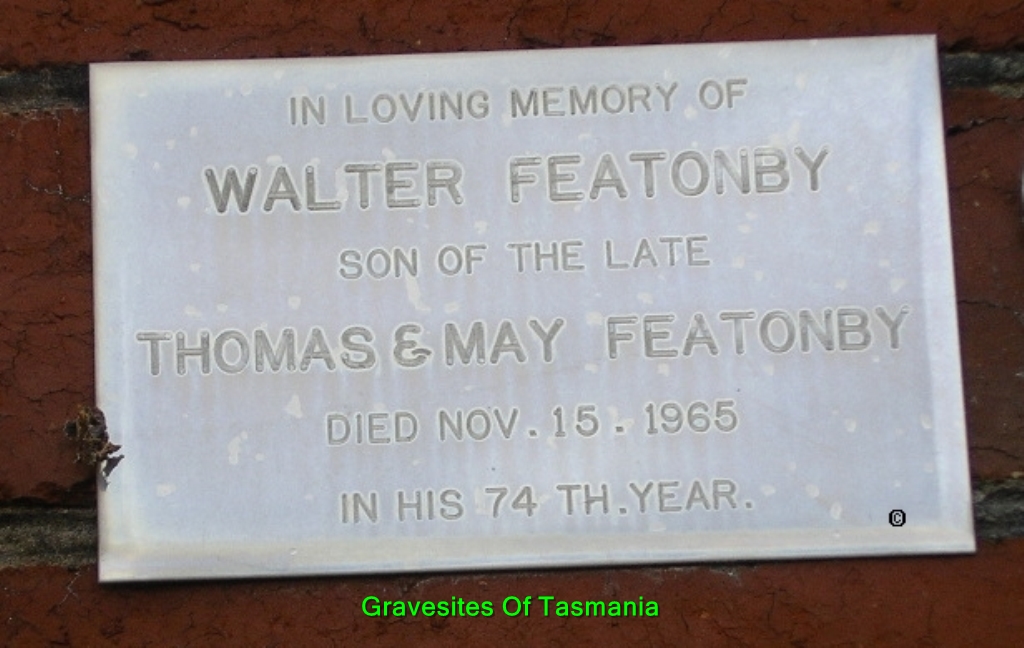 IN LOVING MEMORY OF
WALTER FEATONBY
SON OF THE LATE
THOMAS & MAY FEATONBY
DIED NOV. 15. 1965
IN HIS 74 TH. YEAR.
©
Gravesites Of Tasmania